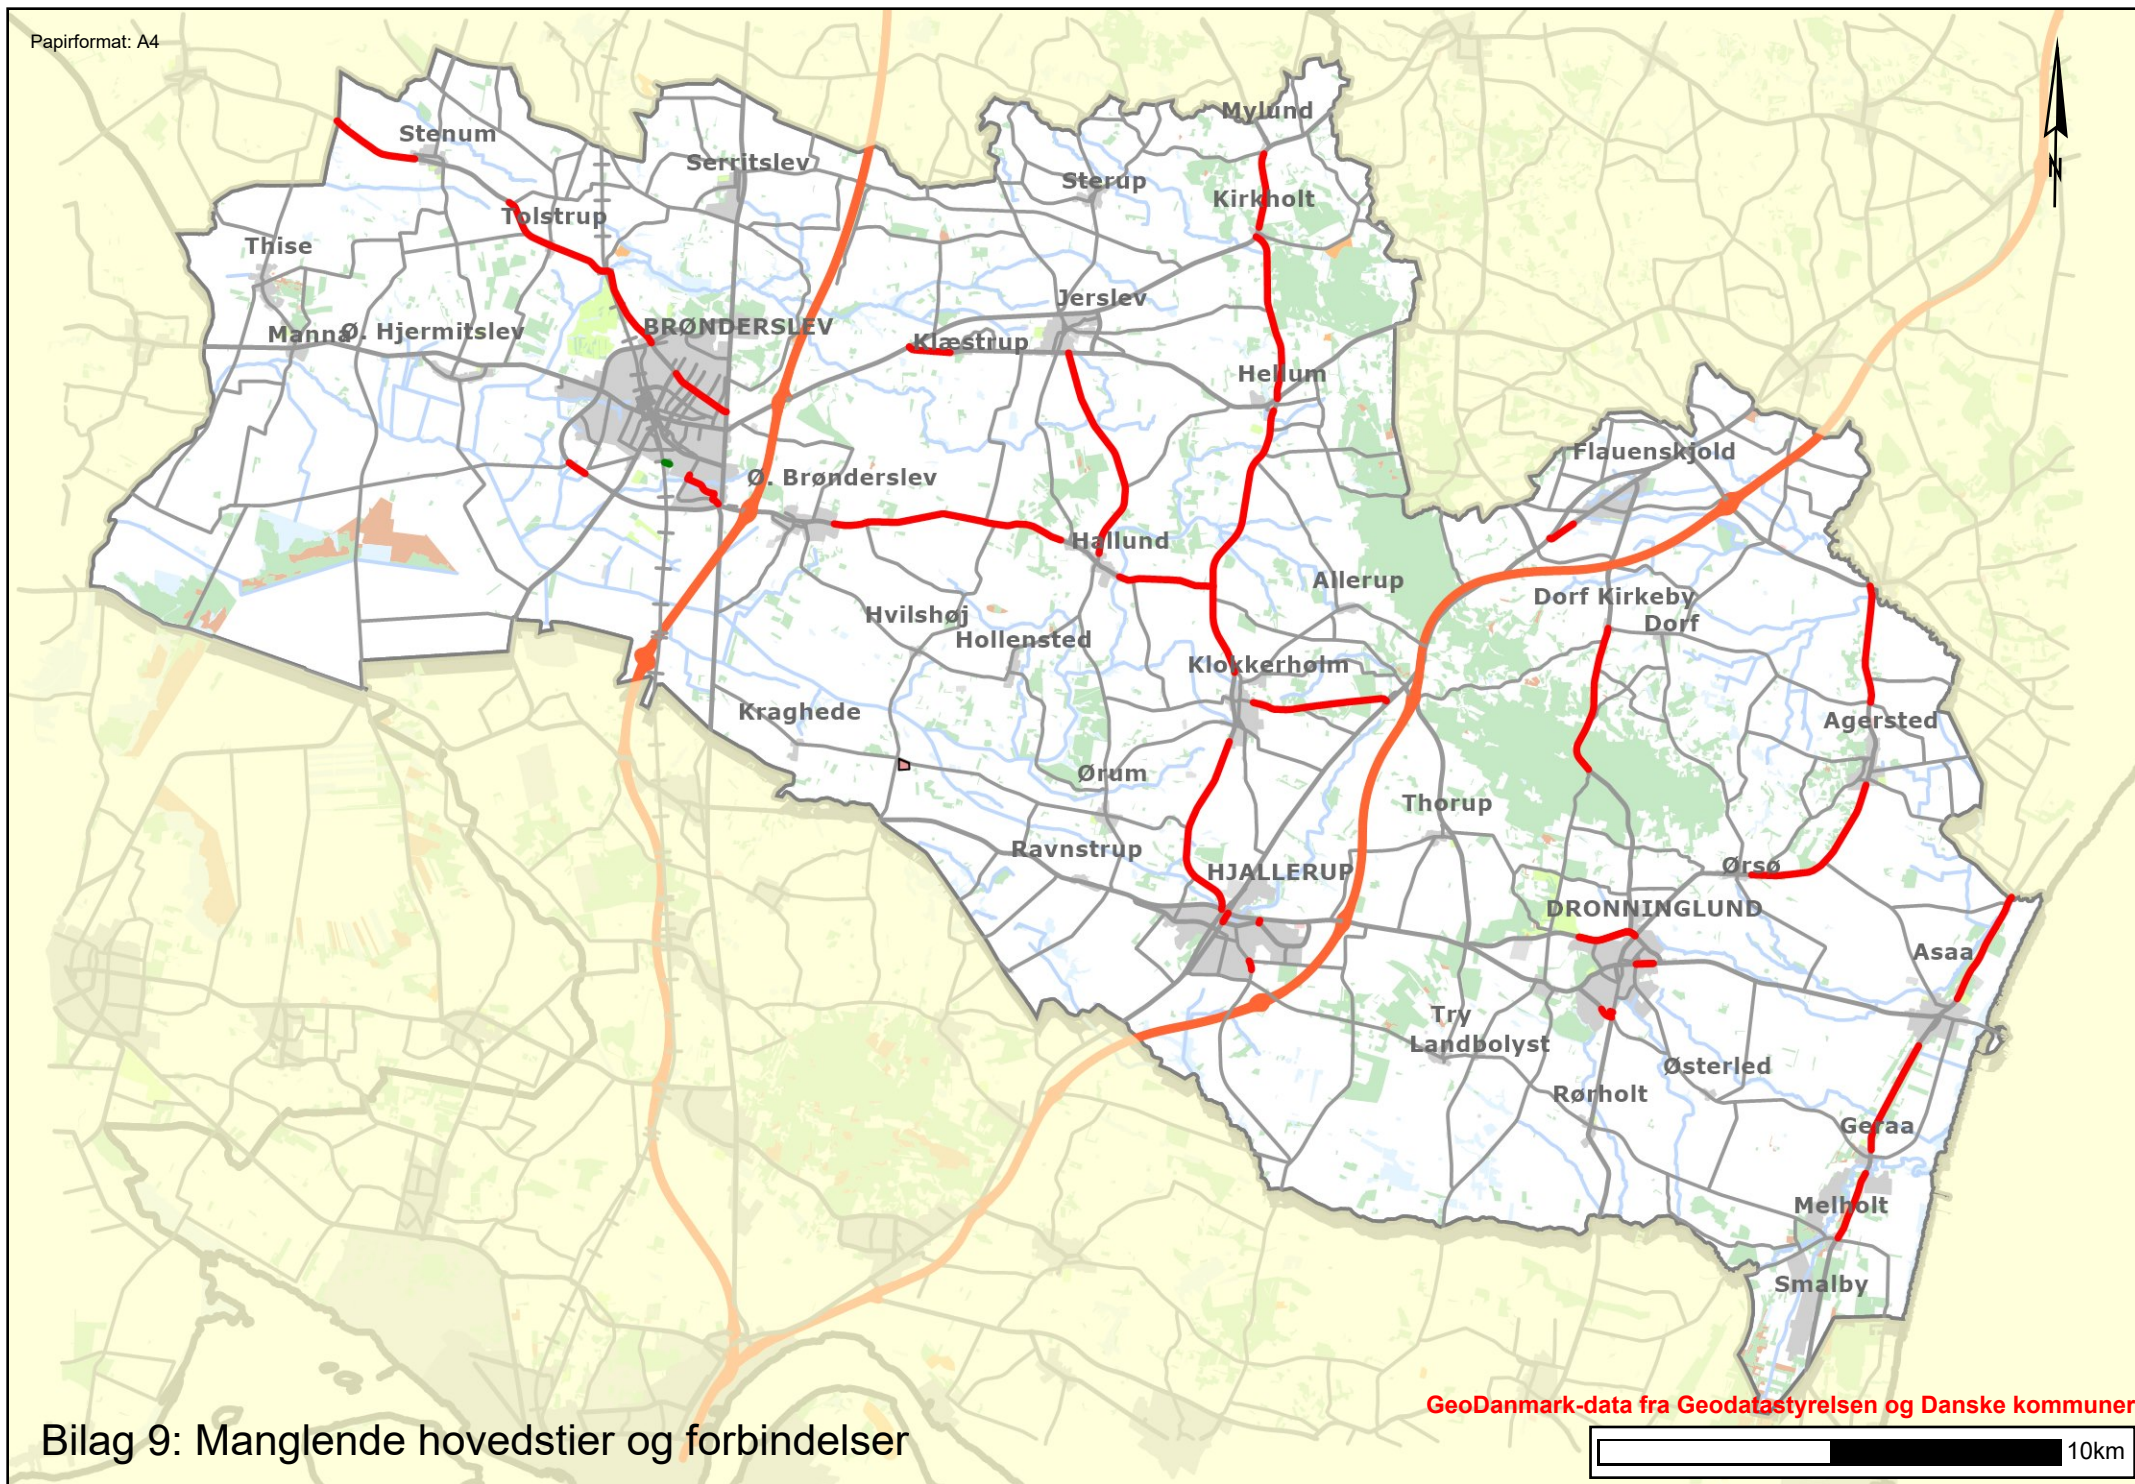 Papirformat: A4
Mylund
Stenum
Serritslev
Sterup
Kirkholt
Tolstrup
Thise
Jerslev
BRØNDERSLEV
Manna
Ø. Hjermitslev
Klæstrup
Hellum
Flauenskjold
Ø. Brønderslev
Hallund
Allerup
Dorf Kirkeby
Hvilshøj
Dorf
Hollensted
Klokkerholm
Kraghede
Agersted
Ørum
Thorup
Ravnstrup
Ørsø
HJALLERUP
DRONNINGLUND
Asaa
Try
Landbolyst
Østerled
Rørholt
Geraa
Melholt
Smalby
N
GeoDanmark-data fra Geodatastyrelsen og Danske kommuner
Bilag 9: Manglende hovedstier og forbindelser
10km